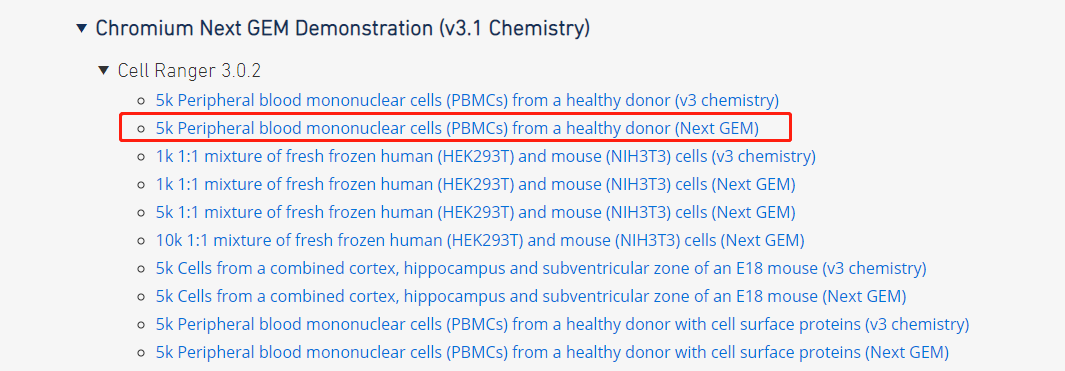 Chromium Next GEM Demonstration (v3.1 Chemistry)
Cell Ranger 3.0.2
5k Peripheral blood mononuclear cells (PBMCs) from a healthy donor (v3 chemistry)
5k Peripheral blood mononuclear cells (PBMCs) from a healthy donor (Next GEM)
1k 1:1 mixture of fresh frozen human (HEK293T) and mouse (NIH3T3) cells (v3 chemistry)
1k 1:1 mixture of fresh frozen human (HEK293T) and mouse (NIH3T3) cells (Next GEM)
5k 1:1 mixture of fresh frozen human (HEK293T) and mouse (NIH3T3) cells (Next GEM)
10k 1:1 mixture of fresh frozen human (HEK293T) and mouse (NIH3T3) cells (Next GEM)
5k Cells from a combined cortex, hippocampus and subventricular zone of an E18 mouse (v3 chemistry)
5k Cells from a combined cortex, hippocampus and subventricular zone of an E18 mouse (Next GEM)
5k Peripheral blood mononuclear cells (PBMCs) from a healthy donor with cell surface proteins (v3 chemistry)
5k Peripheral blood mononuclear cells (PBMCs) from a healthy donor with cell surface proteins (Next GEM)